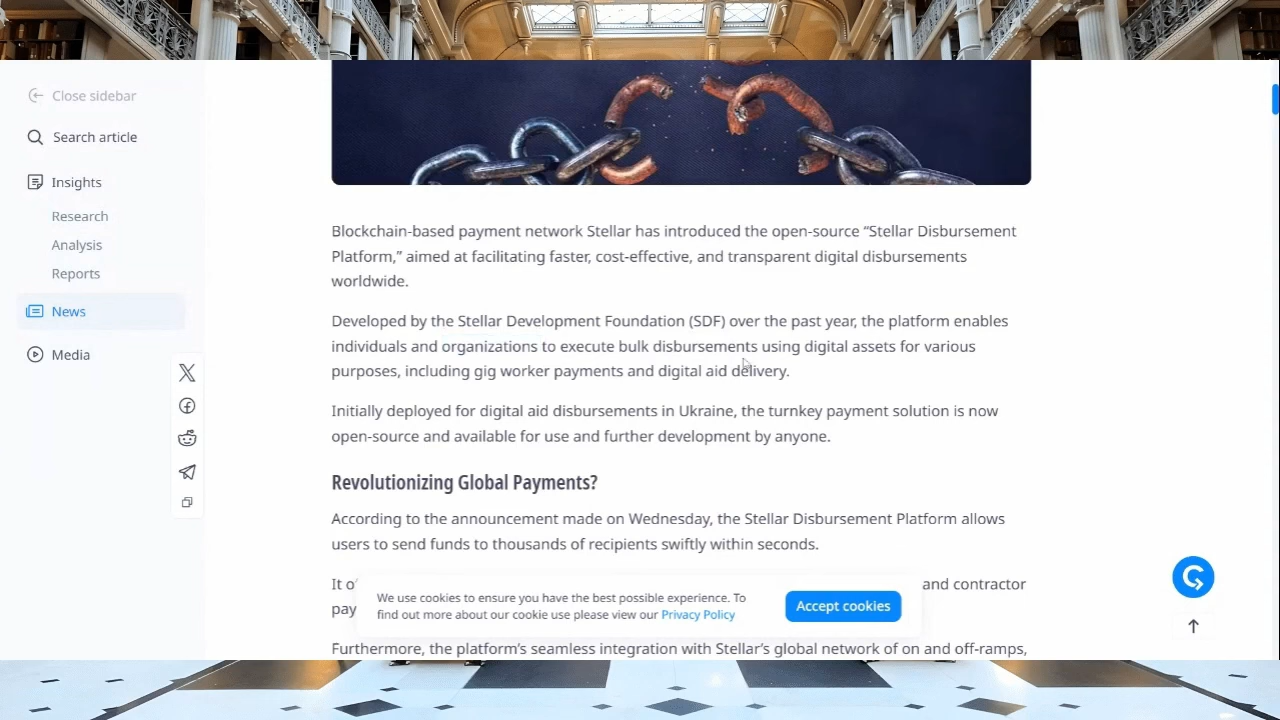 Close sidebar
Search article
Insights
Research
Analysis
Reports
News
Media
Blockchain-based payment network Stellar has introduced the open-source “Stellar Disbursement
Platform,” aimed at facilitating faster, cost-effective, and transparent digital disbursements
worldwide.
Developed by the Stellar Development Foundation (SDF) over the past year, the platform enables
individuals and organizations to execute bulk disbursements using digital assets for various
purposes, including gig worker payments and digital aid delivery.
Initially deployed for digital aid disbursements in Ukraine, the turnkey payment solution is now
open-source and available for use and further development by anyone.
Revolutionizing Global Payments?
According to the announcement made on Wednesday, the Stellar Disbursement Platform allows
users to send funds to thousands of recipients swiftly within seconds.
It and contractor
We use cookies to ensure you have the best possible experience. To
find out more about our cookie use please view our Privacy Policy
Accept cookies
Furthermore, the platform's seamless integration with Stellar's global network of on and off-ramps,